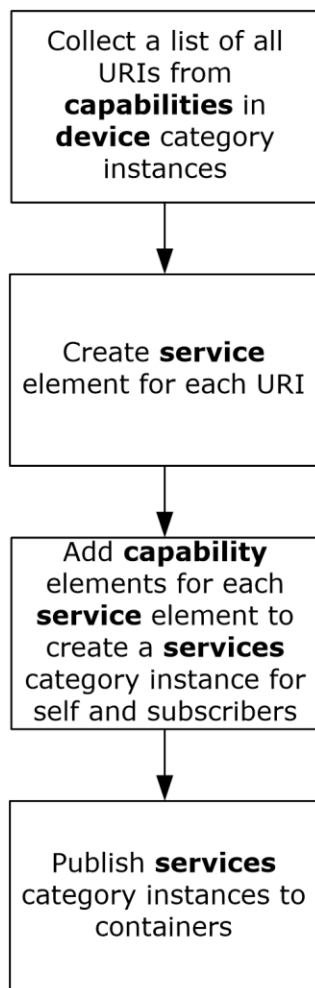 Collect a list of all
URIs from
capabilities in
device category
instances
Create service
element for each URI
Add capability
elements for each
service element to
create a services
category instance for
self and subscribers
Publish services
category instances to
containers